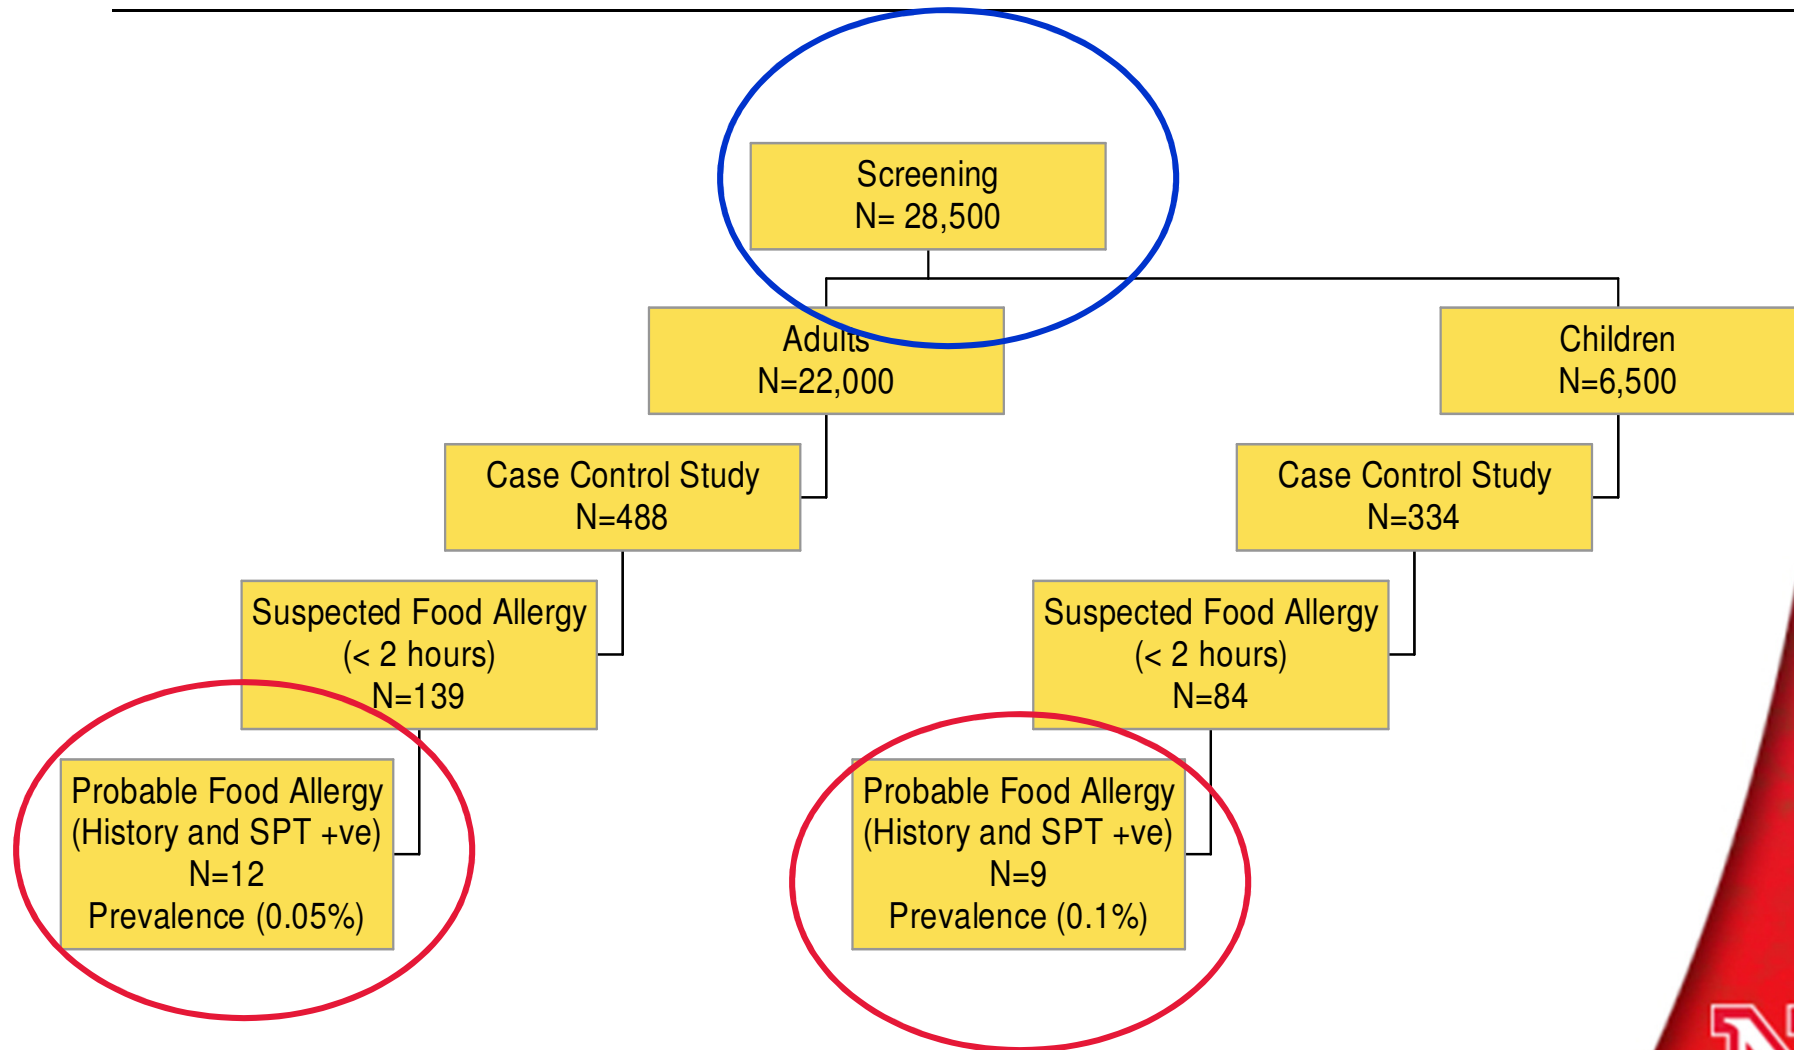 Screening
N= 28,500
Adults
N=22,000
Children
N=6,500
Case Control Study
N=488
Case Control Study
N=334
Suspected Food Allergy
(< 2 hours)
N=139
Suspected Food Allergy
(< 2 hours)
N=84
Probable Food Allergy
(History and SPT +ve)
N=12
Prevalence (0.05%)
Probable Food Allergy
(History and SPT +ve)
N=9
Prevalence (0.1%)
N